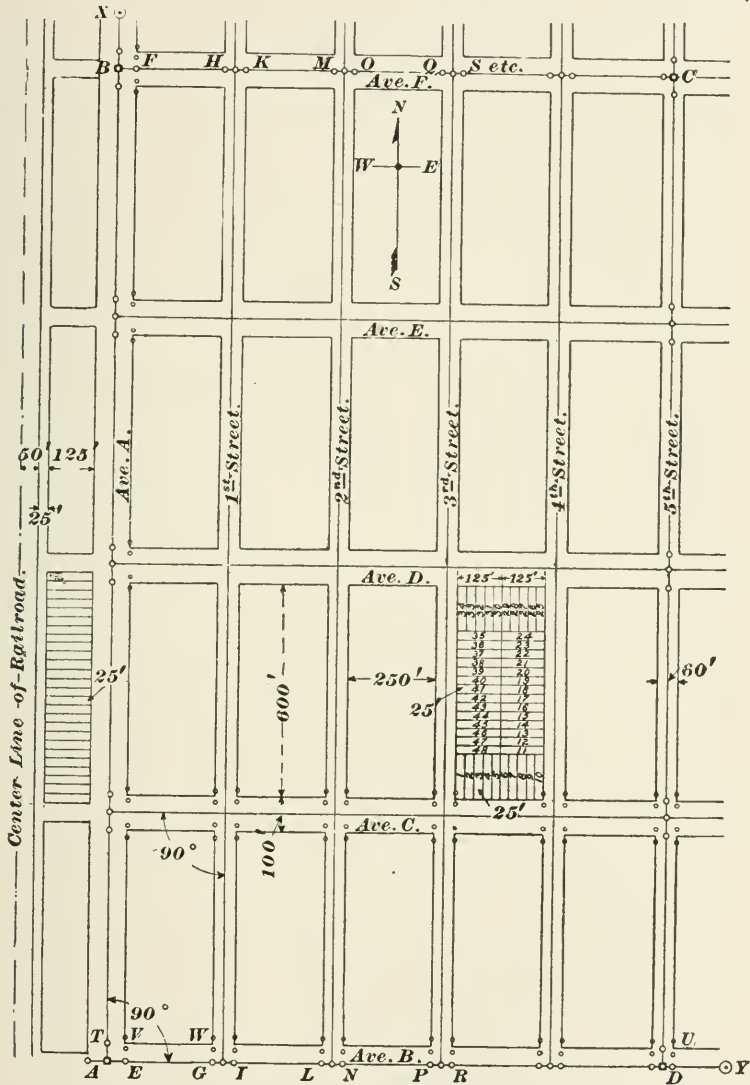 X
B F H K M O Q S etc. C
Ave. F.
N
W E
S
Ave. E.
50' 125'
25'
Ave. A.
1st Street.
2nd Street.
3rd Street.
4th Street.
5th Street.
Center Line of Railroad.
Ave. D.
125' 125'
35 24
36 23
37 22
38 21
39 20
40 19
41 18
42 17
43 16
44 15
45 14
46 13
47 12
48 11
25'
600'
250'
25'
60'
25'
Ave. C.
90°
100'
90°
T V W U
Ave. B.
A E G I L N P R D Y